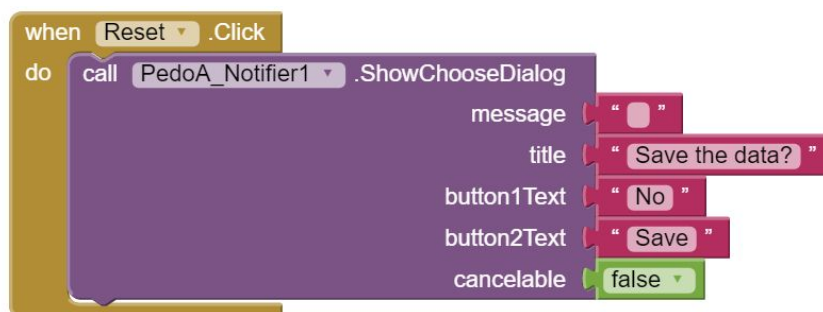 when Reset .Click
do call PedoA_Notifier1 .ShowChooseDialog
message “ ”
title “ Save the data? ”
button1Text “ No ”
button2Text “ Save ”
cancelable false